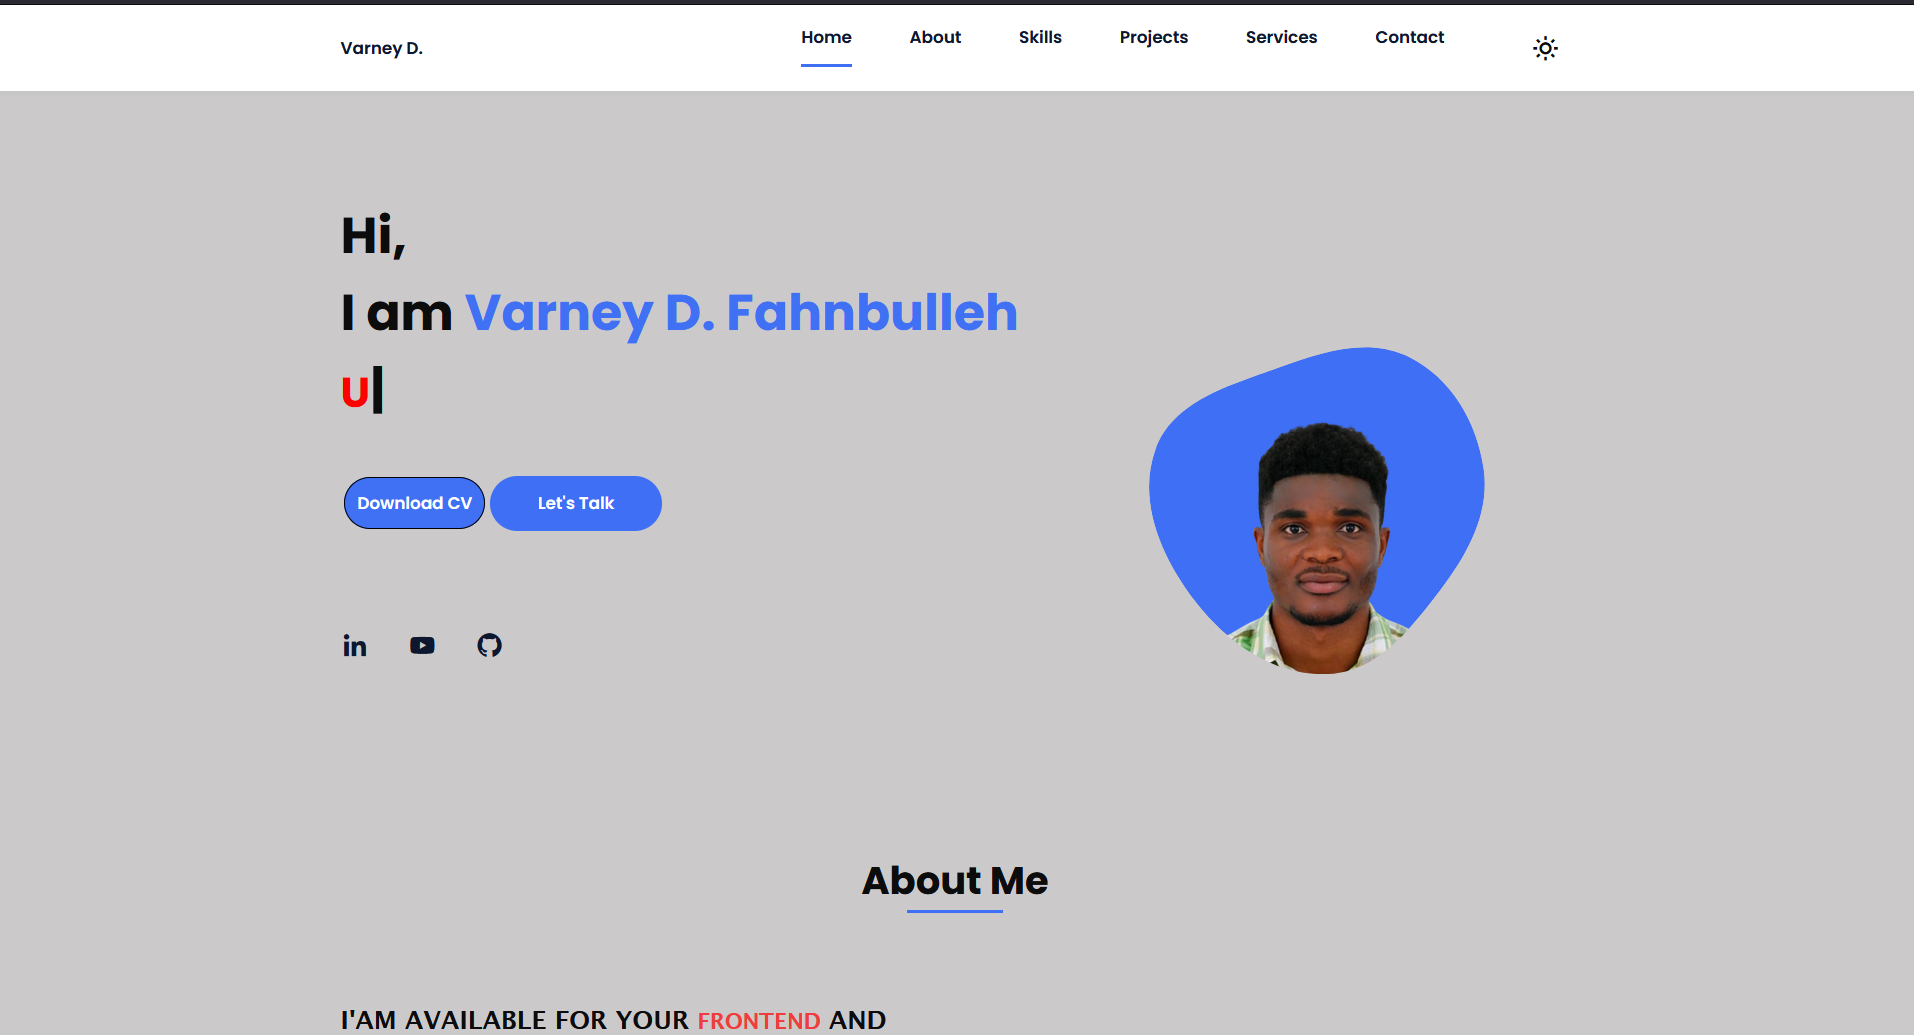 Varney D.
Home About Skills Projects Services Contact
Hi,
I am Varney D. Fahnbulleh
U|
Download CV Let's Talk
in
About Me
I'AM AVAILABLE FOR YOUR FRONTEND AND